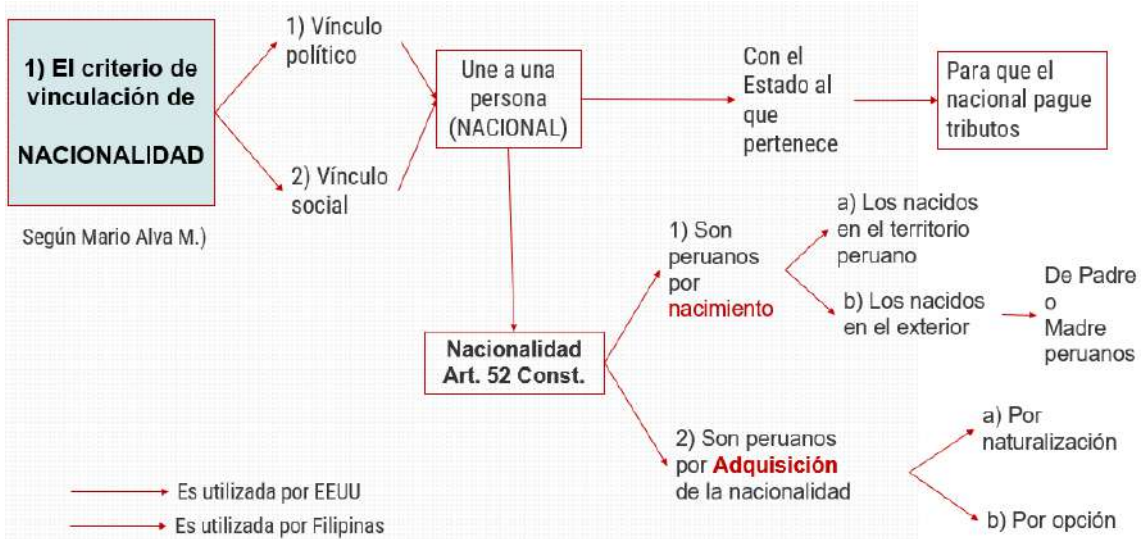 1) El criterio de
vinculación de
NACIONALIDAD
Según Mario Alva M.)
1) Vínculo
político
2) Vínculo
social
Une a una
persona
(NACIONAL)
Con el
Estado al
que
pertenece
Para que el
nacional pague
tributos
Nacionalidad
Art. 52 Const.
1) Son
peruanos
por
nacimiento
a) Los nacidos
en el territorio
peruano
b) Los nacidos
en el exterior
De Padre
o
Madre
peruanos
2) Son peruanos
por Adquisición
de la nacionalidad
a) Por
naturalización
b) Por opción
Es utilizada por EEUU
Es utilizada por Filipinas